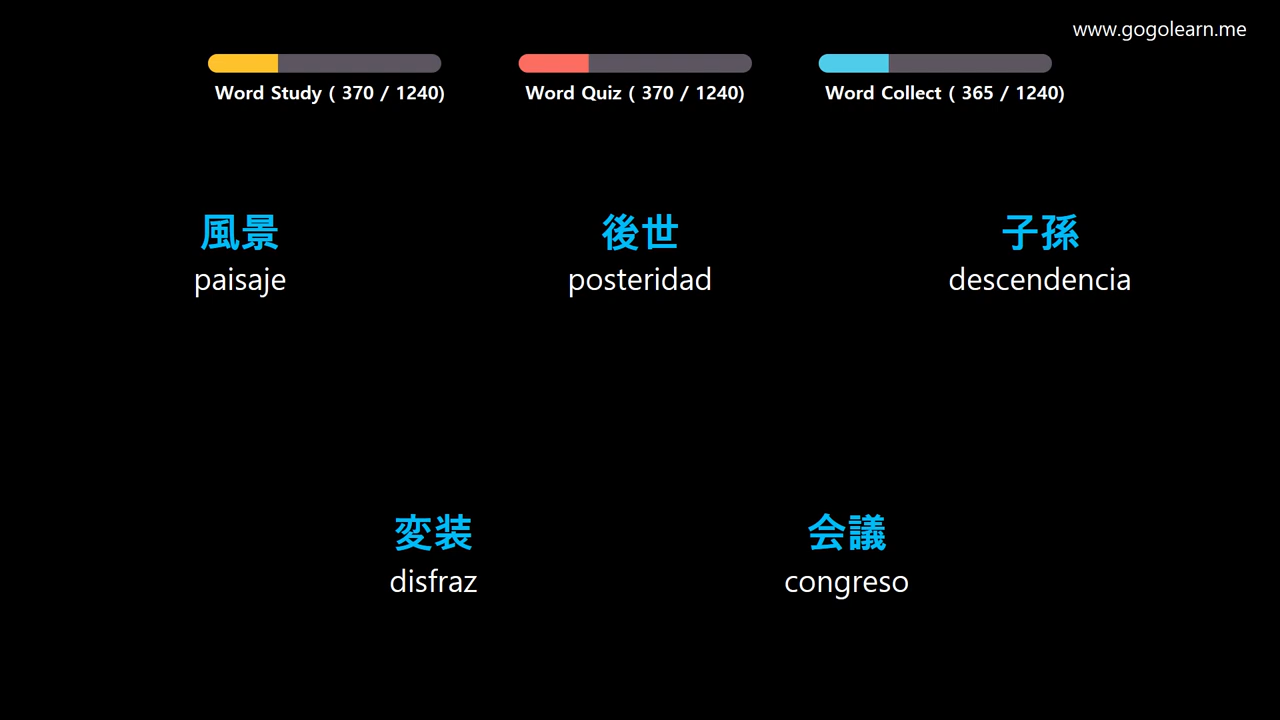 www.gogolearn.me
Word Study ( 370 / 1240)
Word Quiz ( 370 / 1240)
Word Collect ( 365 / 1240)
風景
paisaje
後世
posteridad
子孫
descendencia
変装
disfraz
会議
congreso